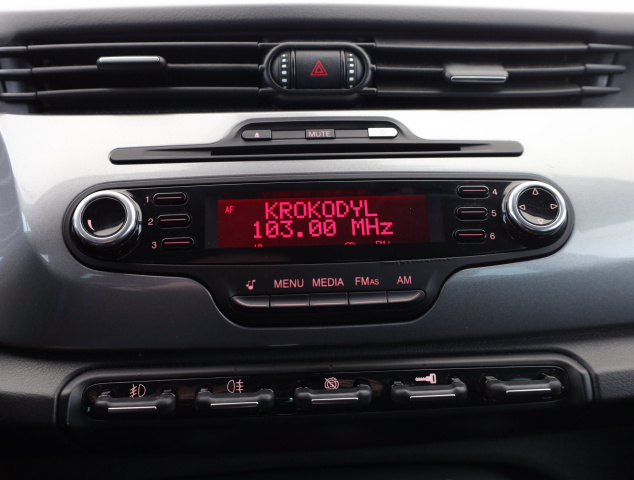 MUTE
1
2
3
AF
KROKODYL
103.00 MHz
4
5
6
MENU MEDIA FMAS AM